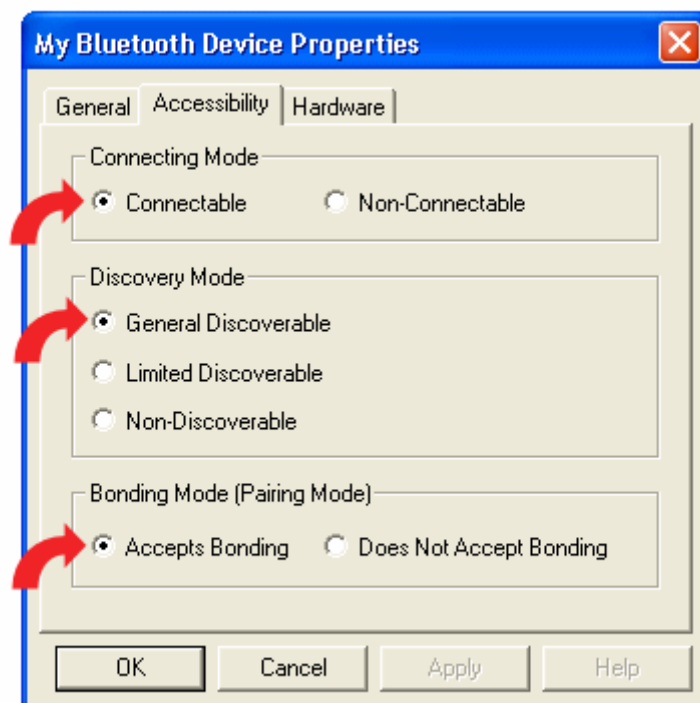 My Bluetooth Device Properties
General Accessibility Hardware
Connecting Mode
Connectable Non-Connectable
Discovery Mode
General Discoverable
Limited Discoverable
Non-Discoverable
Bonding Mode (Pairing Mode)
Accepts Bonding Does Not Accept Bonding
OK Cancel Apply Help